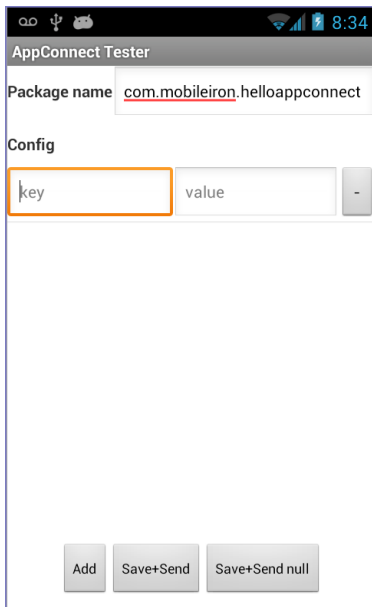 8:34
AppConnect Tester
Package name com.mobileiron.helloappconnect
Config
key value -
Add Save+Send Save+Send null